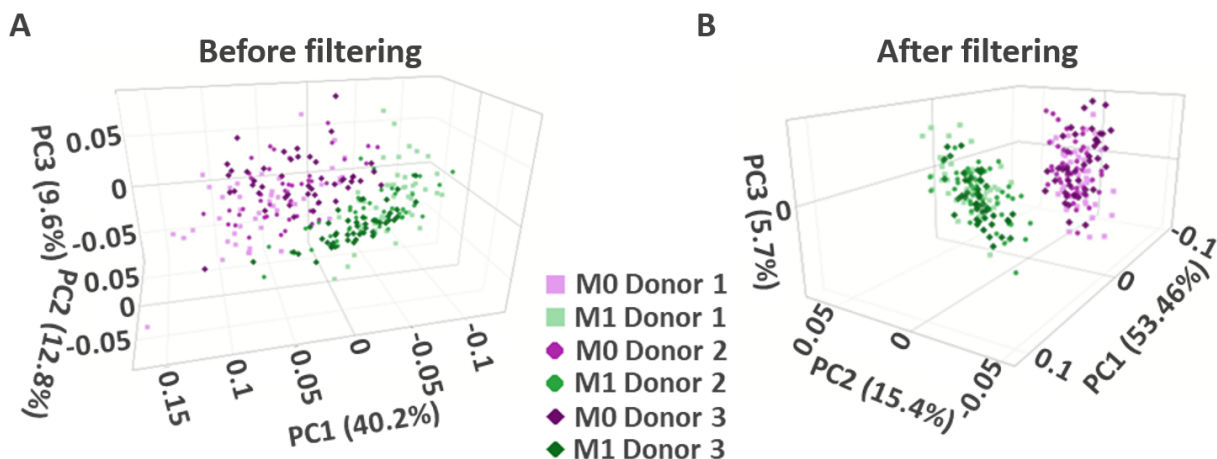 A
Before filtering
PC3 (9.6%)
0.05
0
-0.05
PC2 (12.8%)
0.05
0
-0.05
0.15
0.1
0.05
0
-0.05
-0.1
PC1 (40.2%)
M0 Donor 1
M1 Donor 1
M0 Donor 2
M1 Donor 2
M0 Donor 3
M1 Donor 3
B
After filtering
PC3 (5.7%)
0
0.05
0
-0.05
PC2 (15.4%)
0.1
0
-0.1
PC1 (53.46%)